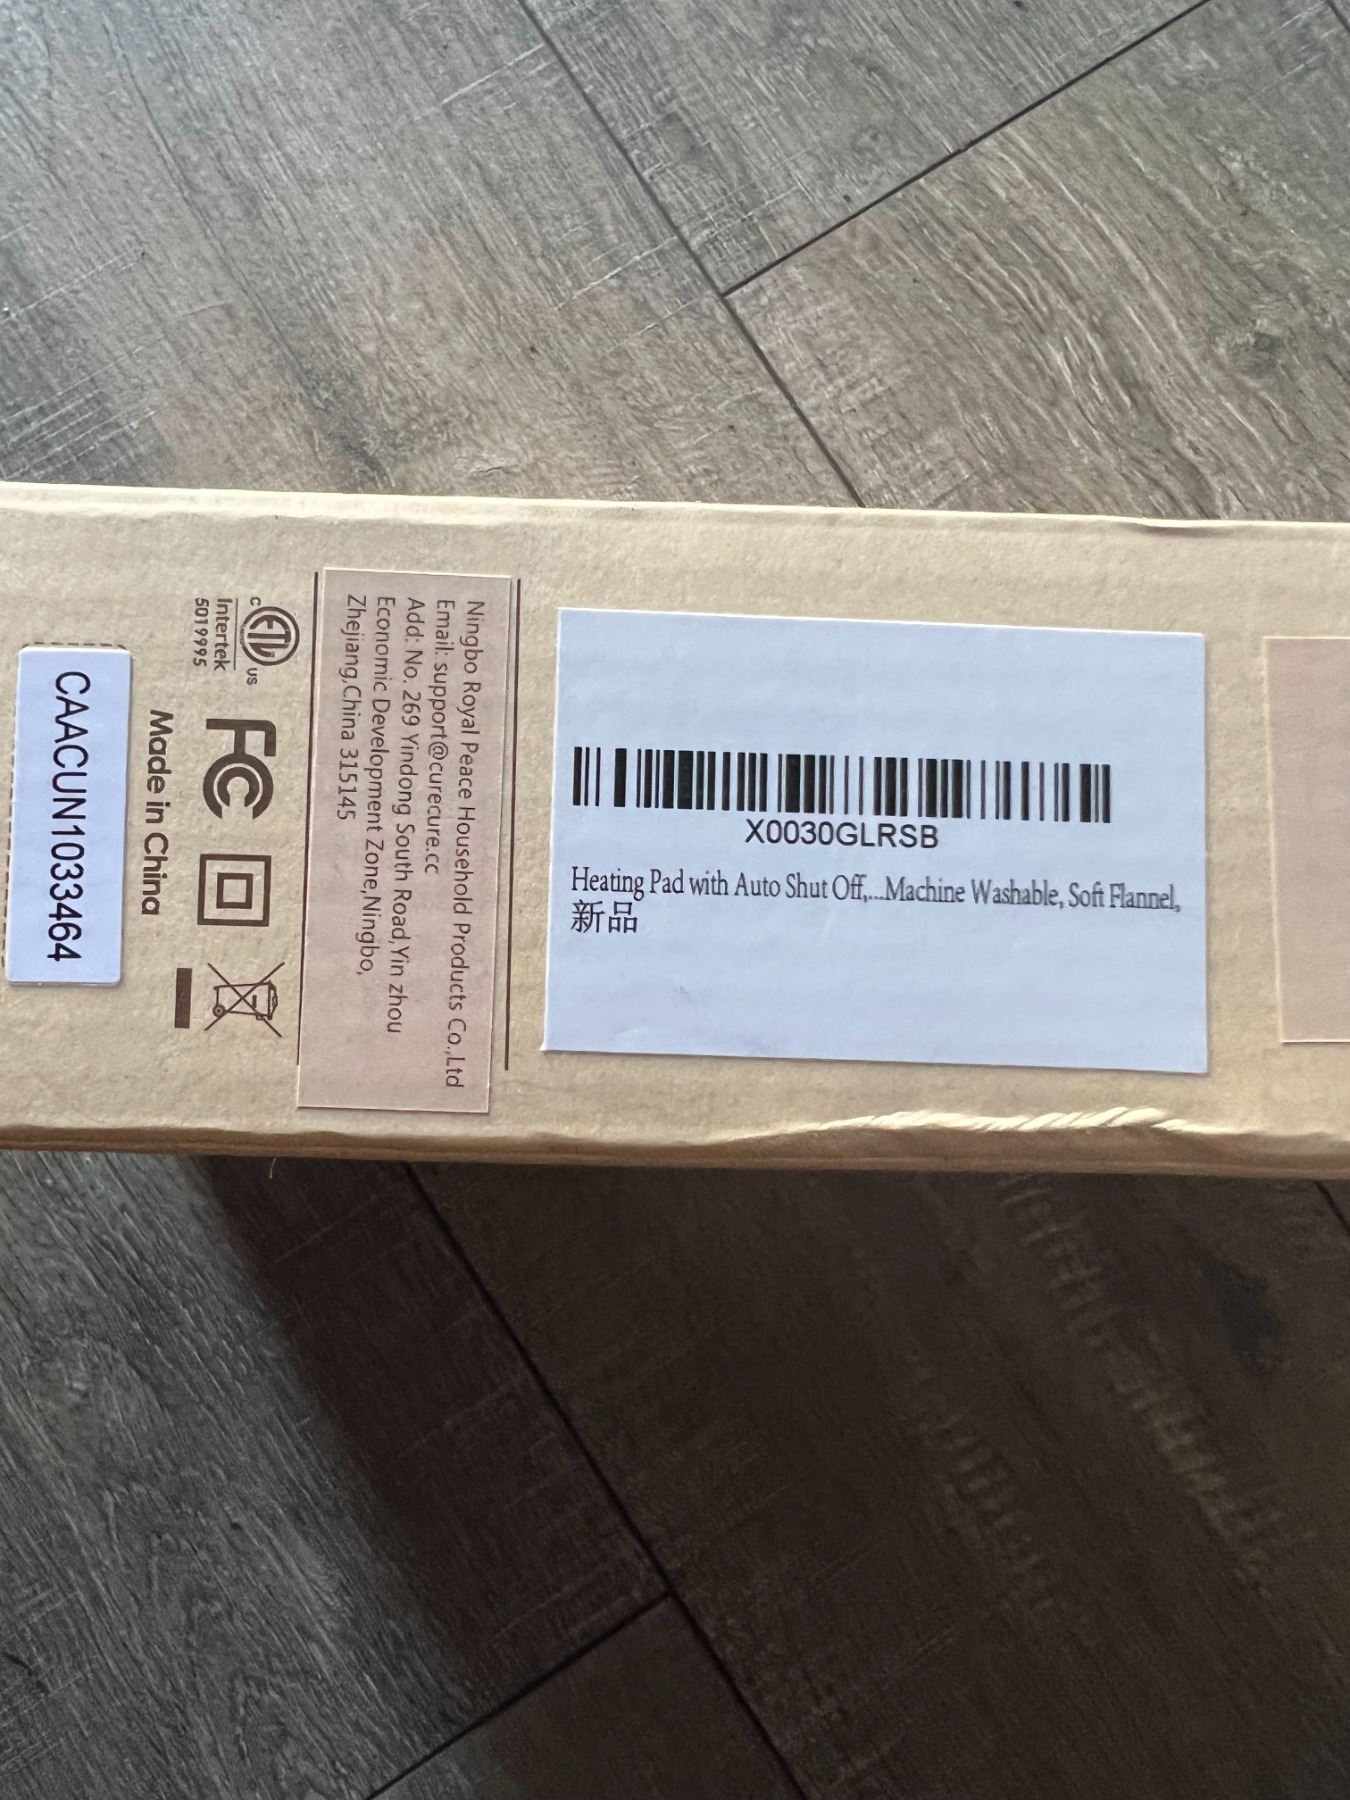 X0030GLRSB
Heating Pad with Auto Shut Off,...Machine Washable, Soft Flannel,
新品
Ningbo Royal Peace Household Products Co.,Ltd
Email: support@curecure.cc
Add: No. 269 Yindong South Road,Yin zhou
Economic Development Zone,Ningbo,
Zhejiang,China 315145
C ETL US
Intertek
5019995
FC
Made in China
CAACUN1033464